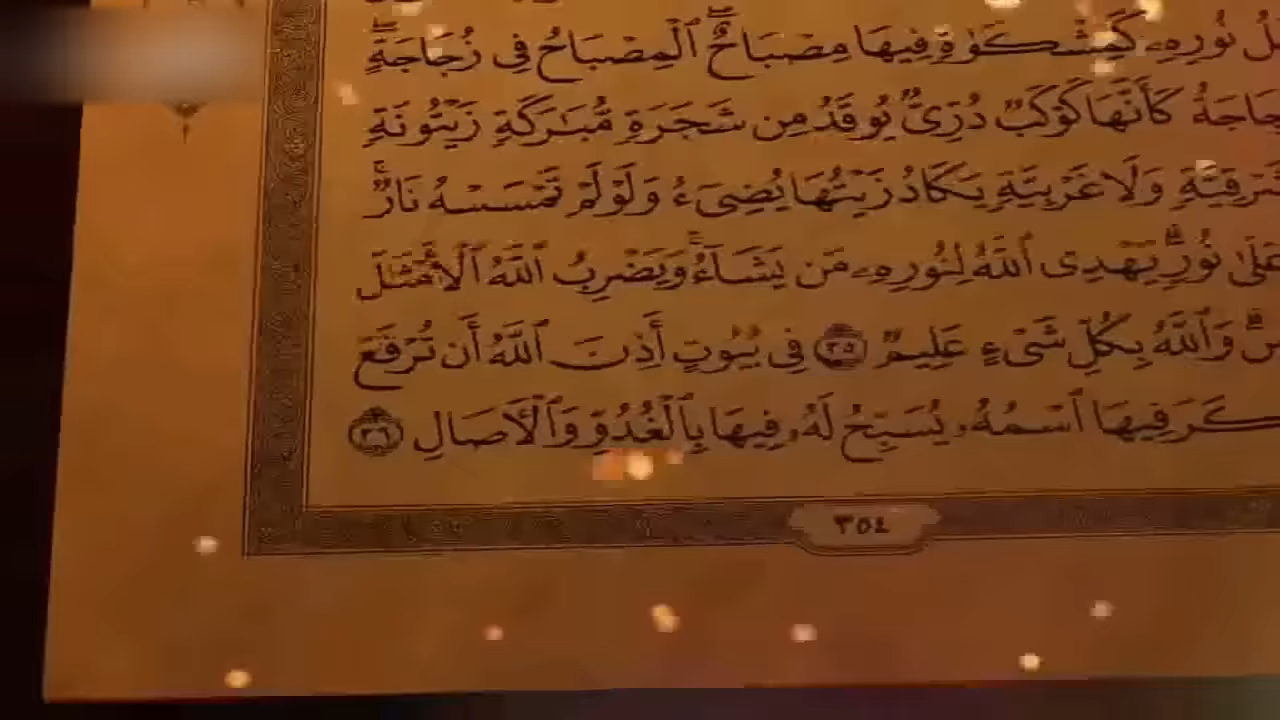 نُورِهِۦ كَمِشْكَوٰةٍ فِيهَا مِصْبَاحٌ ۖ ٱلْمِصْبَاحُ فِى زُجَاجَةٍ ۖ
كَأَنَّهَا كَوْكَبٌ دُرِّىٌّ يُوقَدُ مِن شَجَرَةٍ مُّبَٰرَكَةٍ زَيْتُونَةٍ
وَلَا غَرْبِيَّةٍ يَكَادُ زَيْتُهَا يُضِىٓءُ وَلَوْ لَمْ تَمْسَسْهُ نَارٌ ۚ
عَلَىٰ نُورٍ ۗ يَهْدِى ٱللَّهُ لِنُورِهِۦ مَن يَشَآءُ ۚ وَيَضْرِبُ ٱللَّهُ ٱلْأَمْثَٰلَ
وَٱللَّهُ بِكُلِّ شَىْءٍ عَلِيمٌ ٣٥ فِى بُيُوتٍ أَذِنَ ٱللَّهُ أَن تُرْفَعَ
فِيهَا ٱسْمُهُۥ يُسَبِّحُ لَهُۥ فِيهَا بِٱلْغُدُوِّ وَٱلْءَاصَالِ ٣٦
٣٥٤